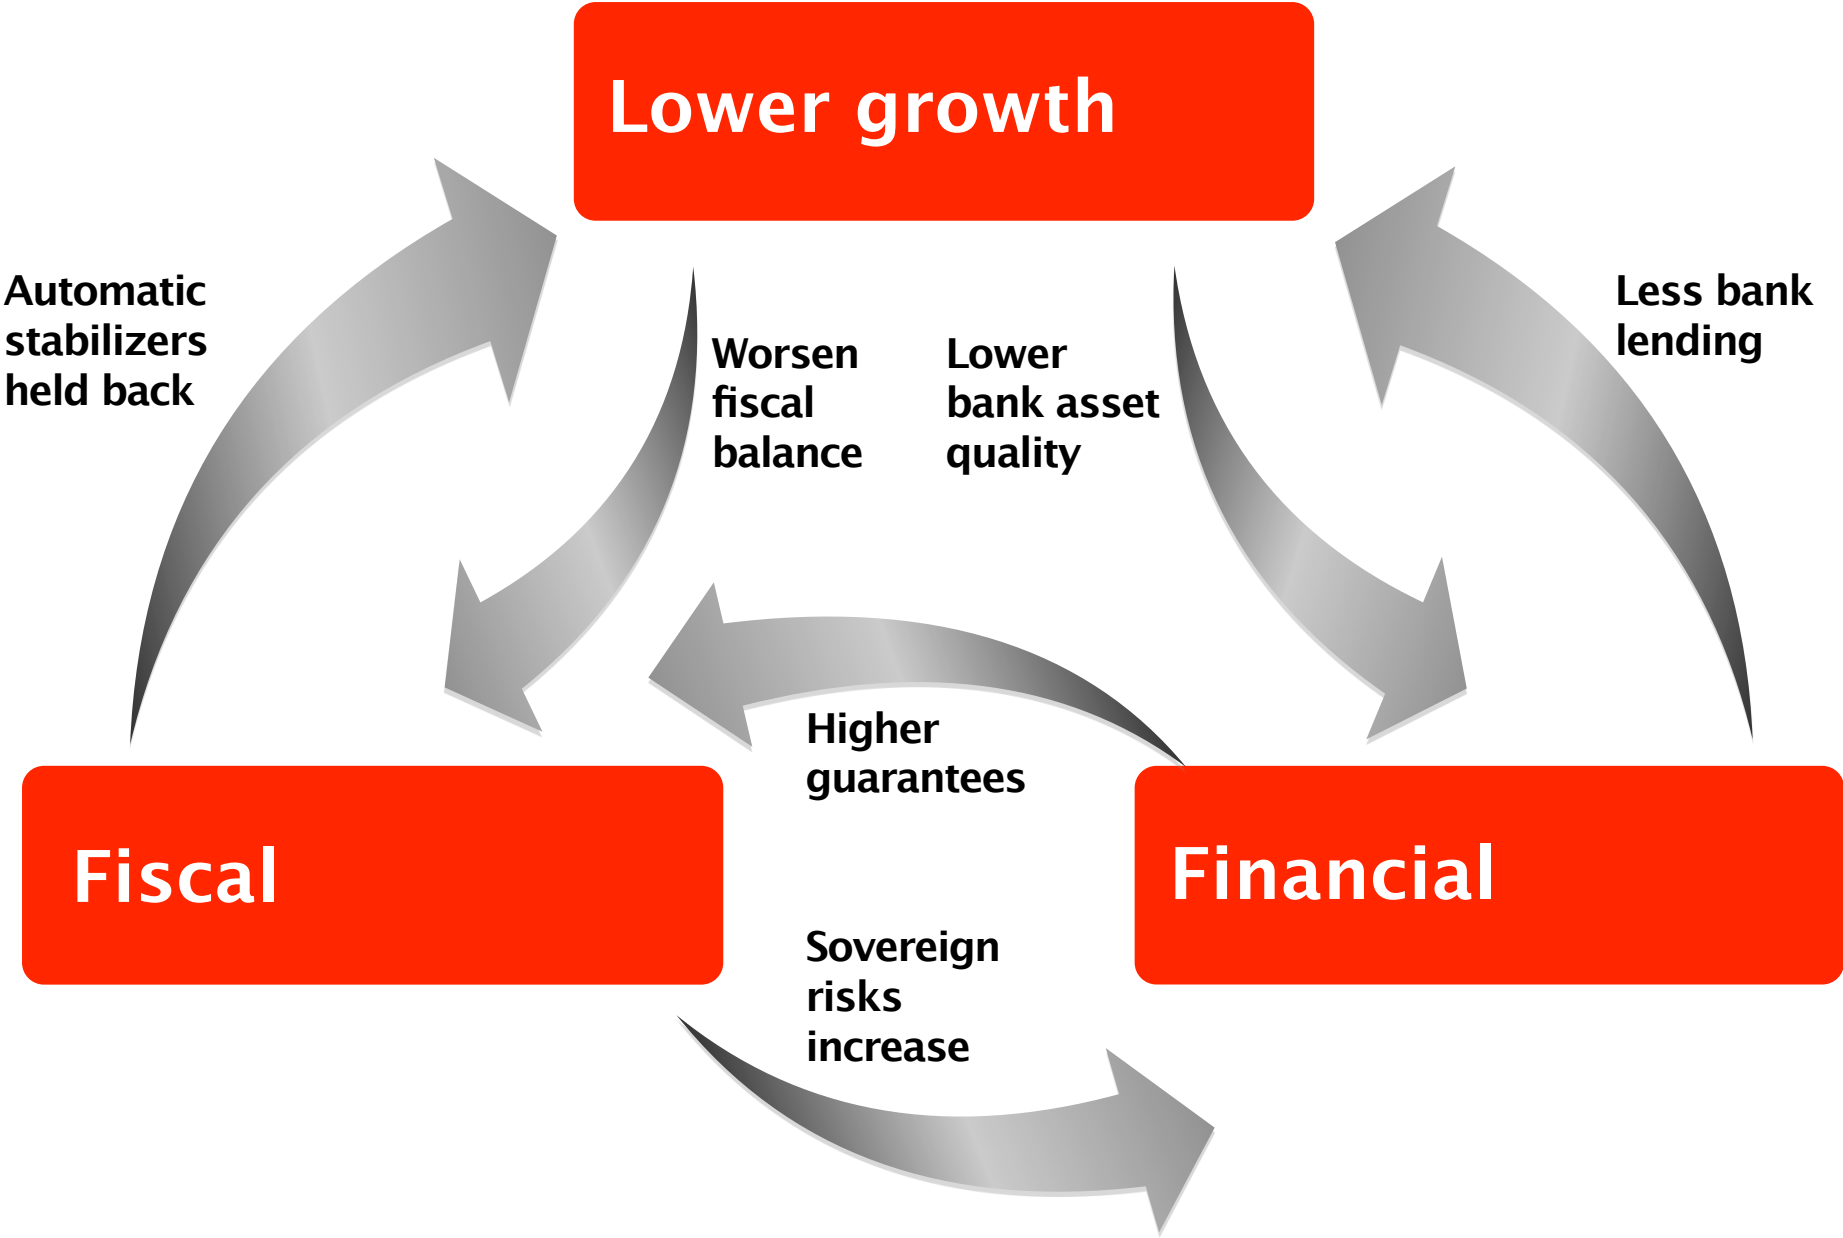 Lower growth
Automatic
stabilizers
held back
Worsen
fiscal
balance
Lower
bank asset
quality
Less bank
lending
Higher
guarantees
Fiscal
Financial
Sovereign
risks
increase